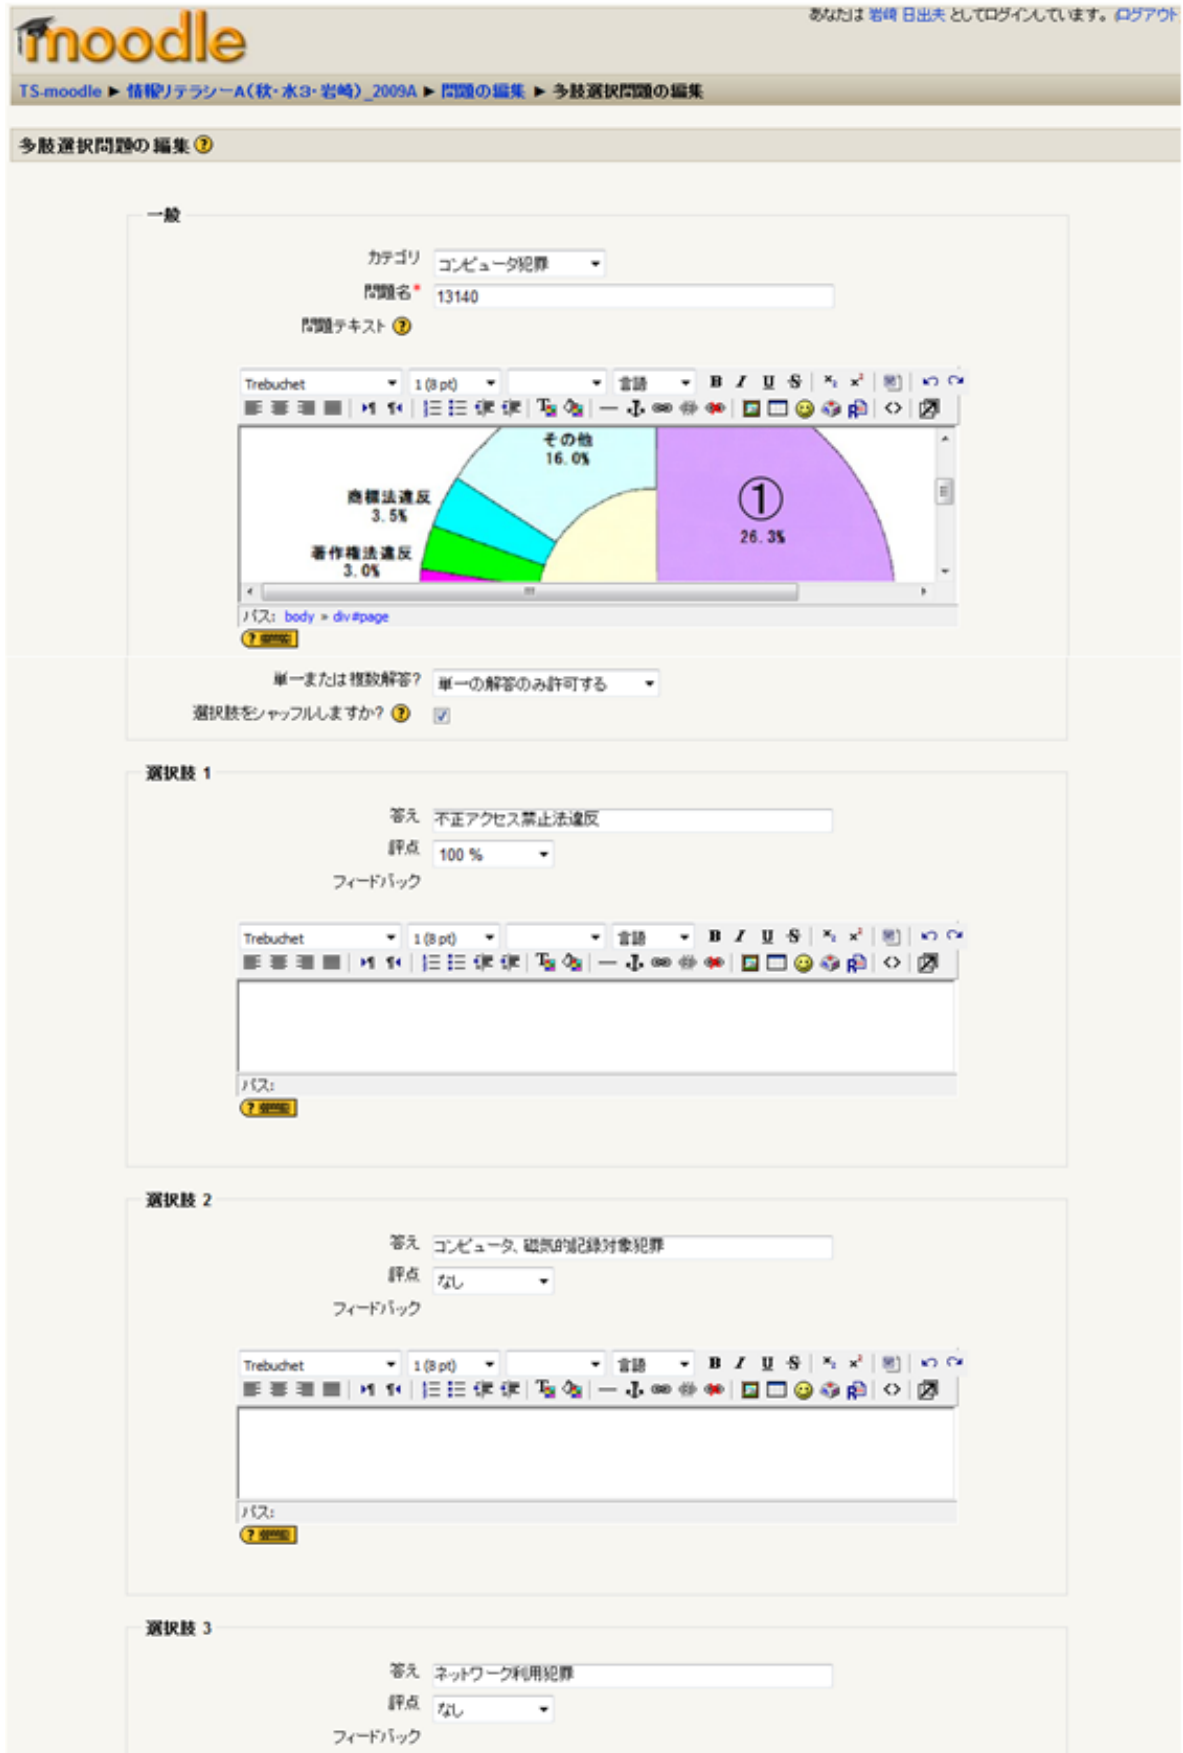 moodle
あなたは 岩崎 日出夫 としてログインしています。(ログアウト
TS-moodle ► 情報リテラシーA(秋・水3・岩崎)_2009A ► 問題の編集 ► 多肢選択問題の編集
多肢選択問題の編集 ?
一般
カテゴリ コンピュータ犯罪
問題名* 13140
問題テキスト ?
Trebuchet 1 (8 pt) 言語 B I U S
その他
16.0%
商標法違反
3.5%
著作権法違反
3.0%
①
26.3%
パス: body » div#page
単一または複数解答? 単一の解答のみ許可する
選択肢をシャッフルしますか? ?
選択肢 1
答え 不正アクセス禁止法違反
評点 100 %
フィードバック
Trebuchet 1 (8 pt) 言語 B I U S
パス:
選択肢 2
答え コンピュータ、磁気的記録対象犯罪
評点 なし
フィードバック
Trebuchet 1 (8 pt) 言語 B I U S
パス:
選択肢 3
答え ネットワーク利用犯罪
評点 なし
フィードバック